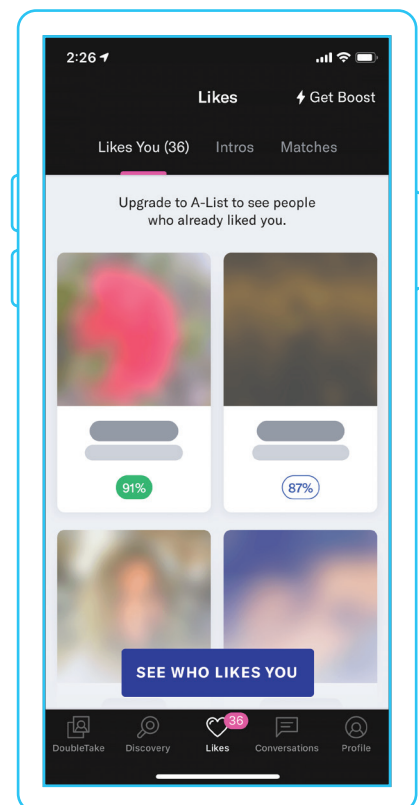 2:26
Likes
Get Boost
Likes You (36)
Intros
Matches
Upgrade to A-List to see people
who already liked you.
91%
87%
SEE WHO LIKES YOU
36
DoubleTake
Discovery
Likes
Conversations
Profile